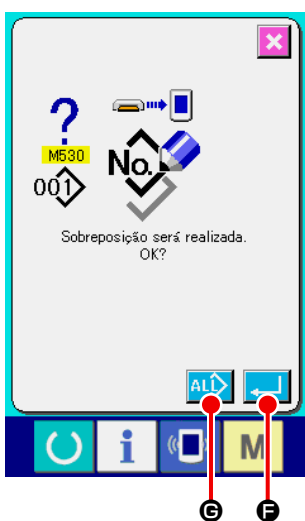 M530
No.
001
Sobreposição será realizada.
OK?
ALL
i
M
G
F